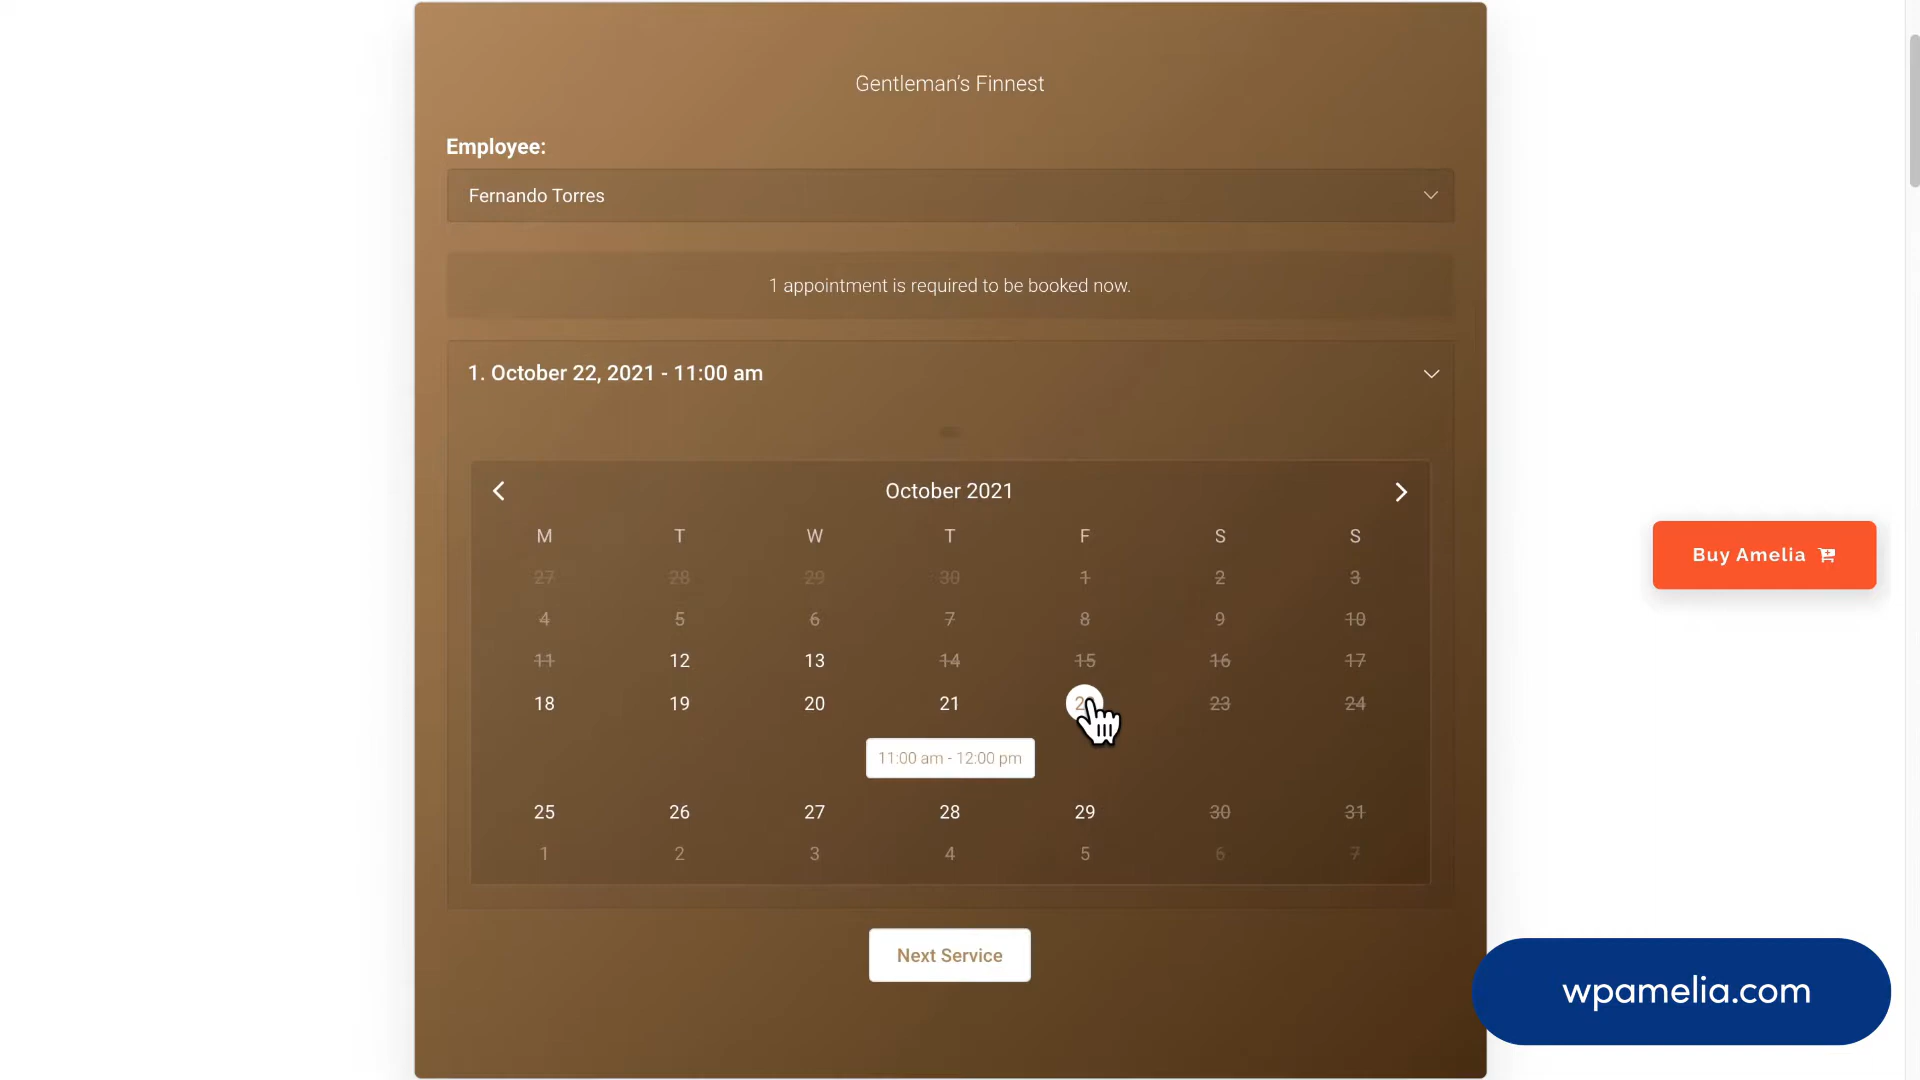 Gentleman's Finnest
Employee:
Fernando Torres
1 appointment is required to be booked now.
1. October 22, 2021 - 11:00 am
October 2021
M T W T F S S
27 28 29 30 1 2 3
4 5 6 7 8 9 10
11 12 13 14 15 16 17
18 19 20 21 23 24
11:00 am - 12:00 pm
25 26 27 28 29 30 31
1 2 3 4 5 6 7
Next Service
Buy Amelia
wpamelia.com